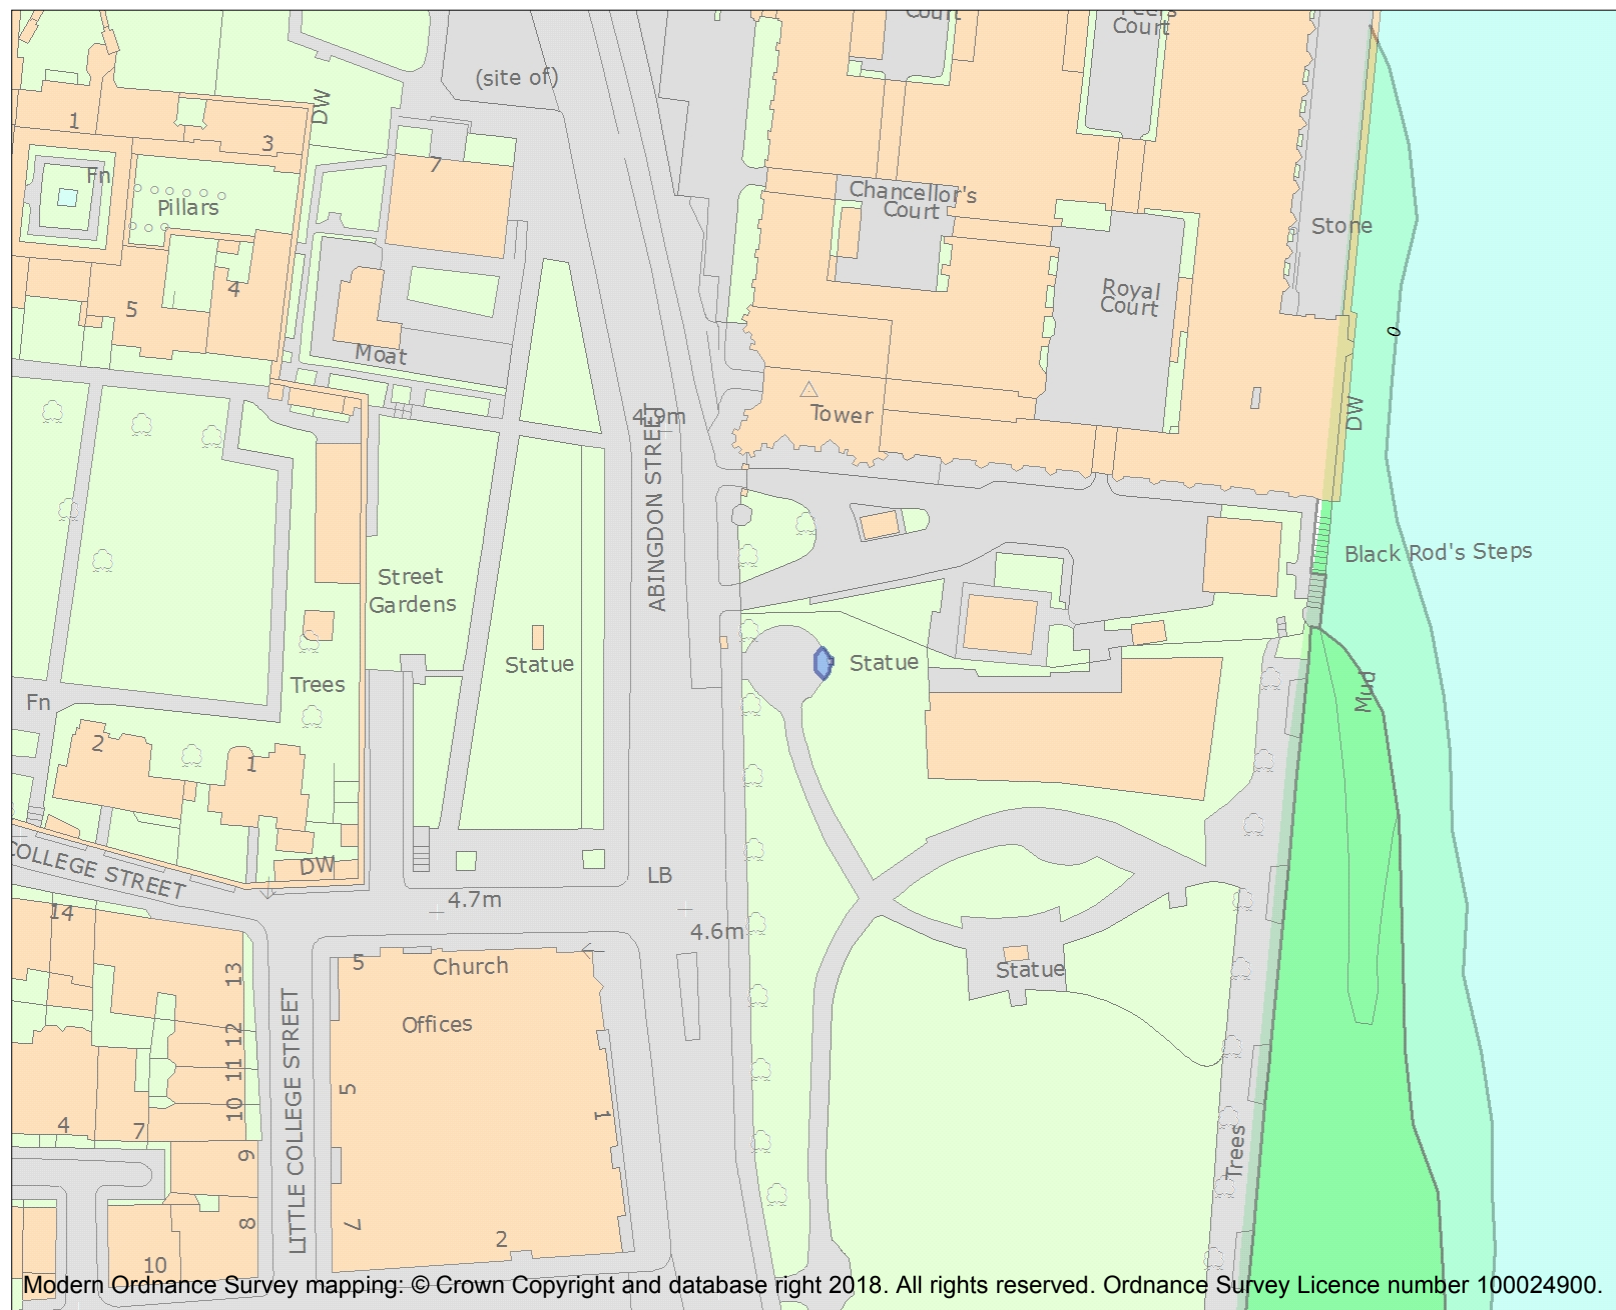 Court
Peers
Court
(site of)
DW
1
3
7
Fn
Pillars
Chancellor's
Court
Stone
4
5
Royal
Court
Moat
0
4.9m
Tower
DW
ABINGDON STREET
Black Rod's Steps
Street
Gardens
Statue
Statue
Trees
Mud
Fn
2
1
DW
COLLEGE STREET
LB
4.7m
4.6m
14
5
Church
Statue
13
Offices
12
11
5
10
1
4
7
LITTLE COLLEGE STREET
Trees
9
8
7
2
10
Modern Ordnance Survey mapping: © Crown Copyright and database right 2018. All rights reserved. Ordnance Survey Licence number 100024900.